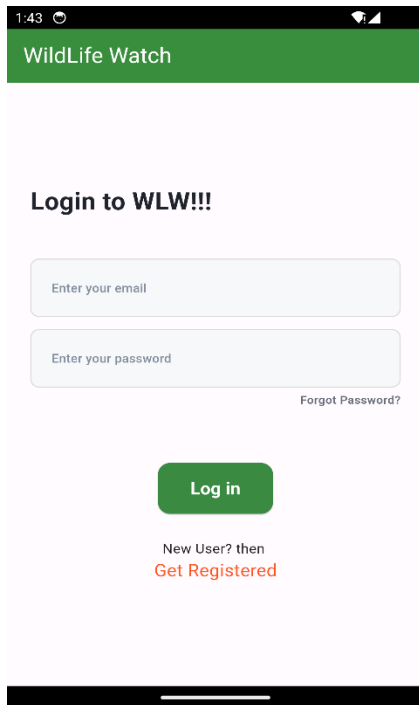 1:43
WildLife Watch
Login to WLW!!!
Enter your email
Enter your password
Forgot Password?
Log in
New User? then
Get Registered